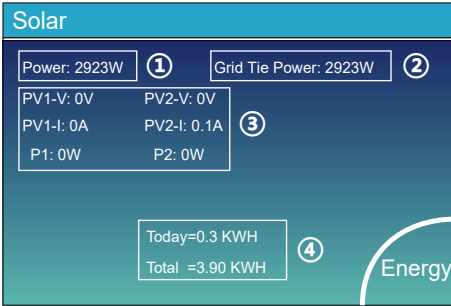 Solar
Power: 2923W ① Grid Tie Power: 2923W ②
PV1-V: 0V PV2-V: 0V
PV1-I: 0A PV2-I: 0.1A ③
P1: 0W P2: 0W
Today=0.3 KWH
④
Total =3.90 KWH
Energy